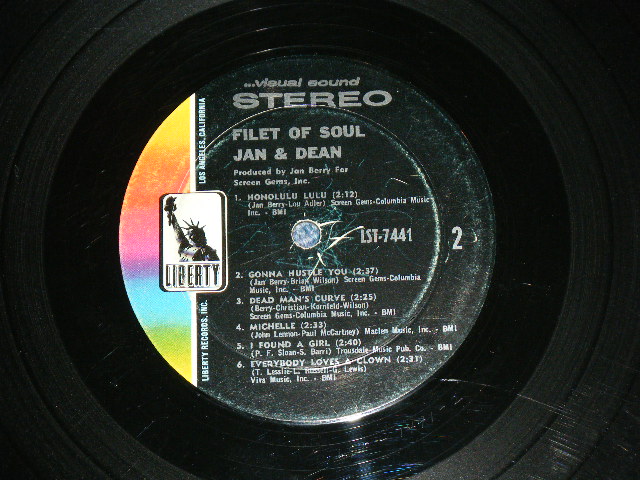 ...visual sound
STEREO
FILET OF SOUL
JAN & DEAN
Produced by Jan Berry For
Screen Gems, Inc.
1. HONOLULU LULU (2:12)
(Jan Berry-Lou Adler) Screen Gems-Columbia Music
Inc. - BMI
LST-7441
2
2. GONNA HUSTLE YOU (2:37)
(Jan Berry-Brian Wilson) Screen Gems-Columbia
Music, Inc. - BMI
3. DEAD MAN'S CURVE (2:25)
(Berry-Christian-Kornfeld-Wilson)
Screen Gems-Columbia Music, Inc. - BMI
4. MICHELLE (2:33)
(John Lennon-Paul McCartney) Maclen Music, Inc. - BMI
5. I FOUND A GIRL (2:40)
(P. F. Sloan-S. Barri) Trousdale Music Pub. Co. - BMI
6. EVERYBODY LOVES A CLOWN (2:31)
(T. Lesslie-L. Russell-G. Lewis)
Viva Music, Inc. - BMI
LIBERTY
LIBERTY RECORDS, INC.
LOS ANGELES, CALIFORNIA